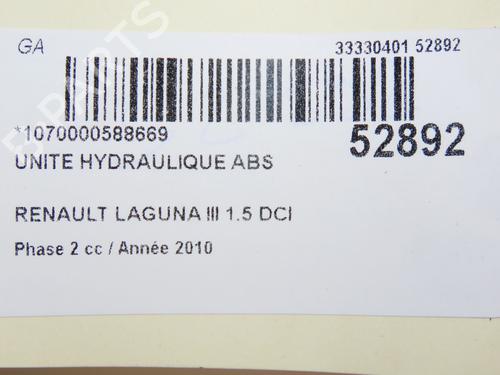 GA
33330401 52892
*1070000588669
52892
UNITE HYDRAULIQUE ABS
RENAULT LAGUNA III 1.5 DCI
Phase 2 cc / Année 2010
B-PARTS